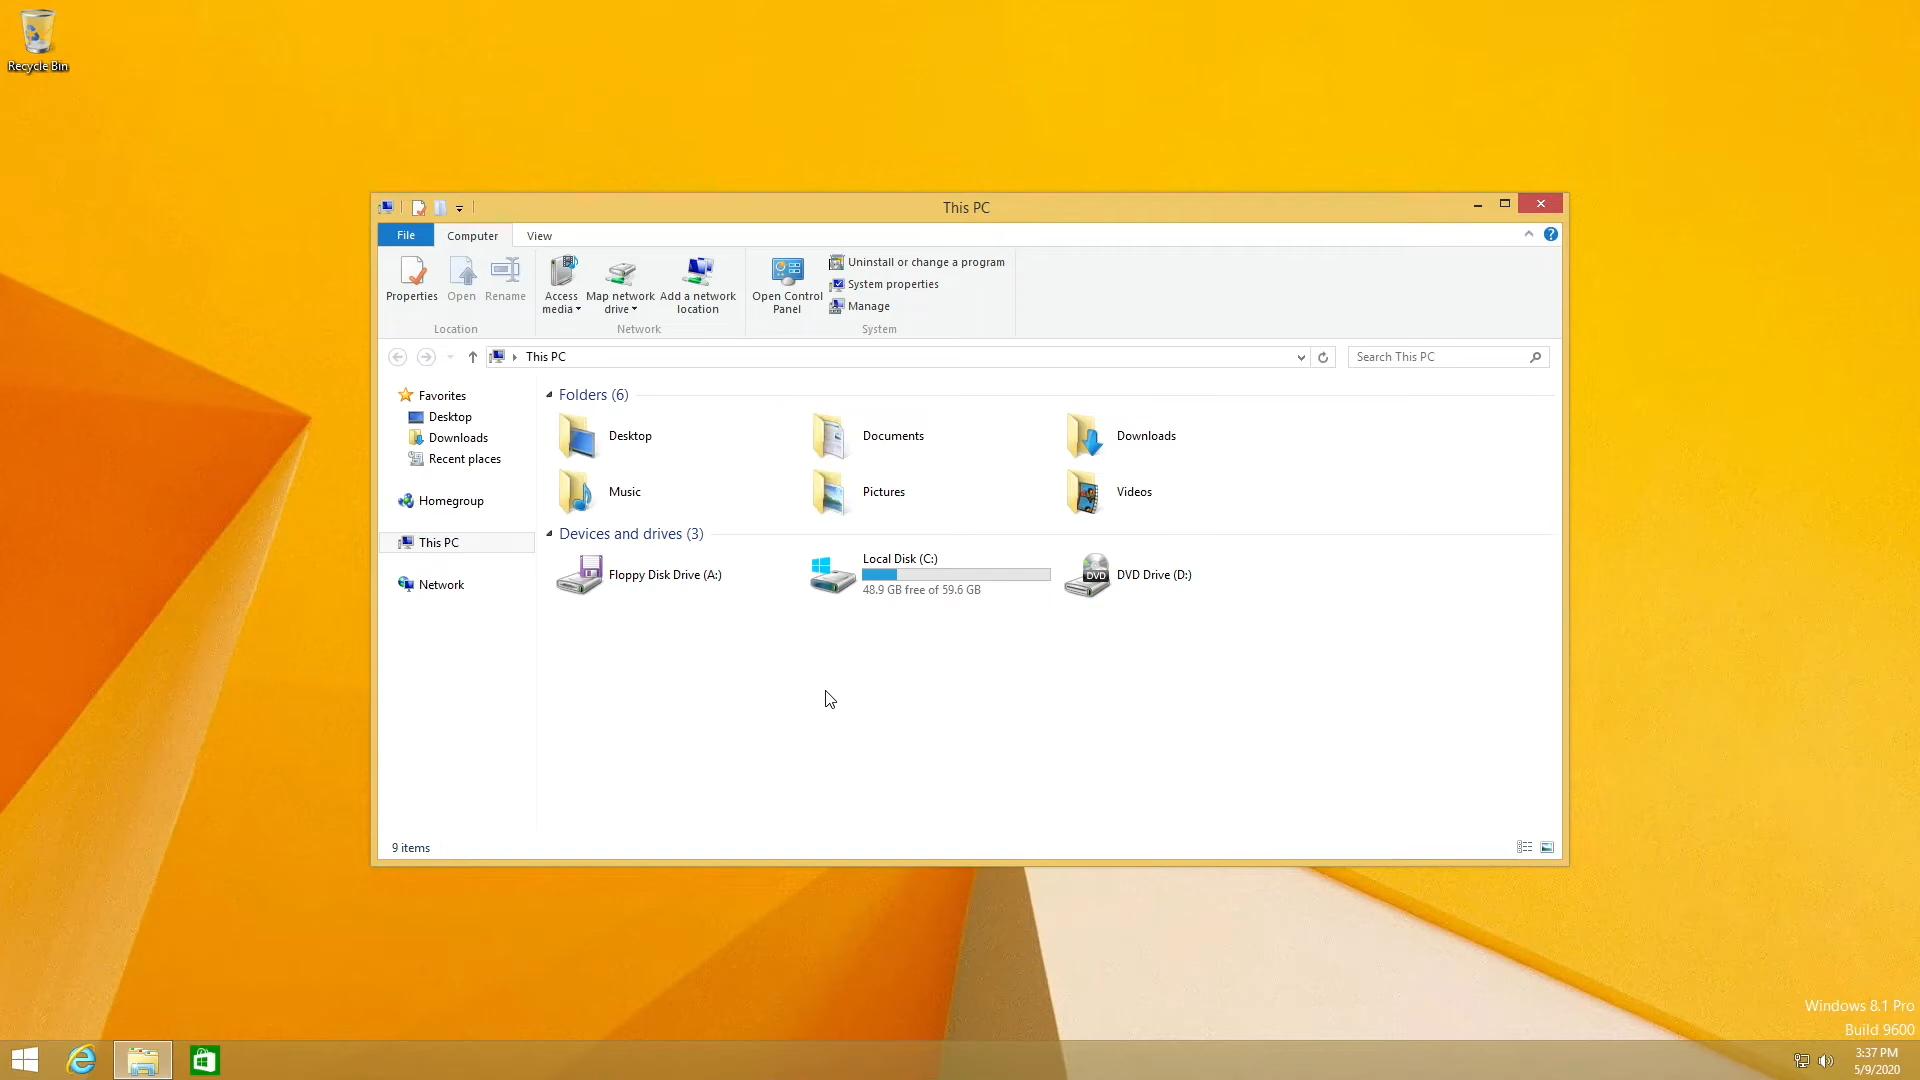 Recycle Bin
This PC
File
Computer
View
Properties
Open
Rename
Access media
Map network drive
Add a network location
Open Control Panel
Uninstall or change a program
System properties
Manage
Location
Network
System
This PC
Search This PC
Favorites
Desktop
Downloads
Recent places
Homegroup
This PC
Network
Folders (6)
Desktop
Documents
Downloads
Music
Pictures
Videos
Devices and drives (3)
Floppy Disk Drive (A:)
Local Disk (C:)
48.9 GB free of 59.6 GB
DVD
DVD Drive (D:)
9 items
Windows 8.1 Pro
Build 9600
3:37 PM
5/9/2020